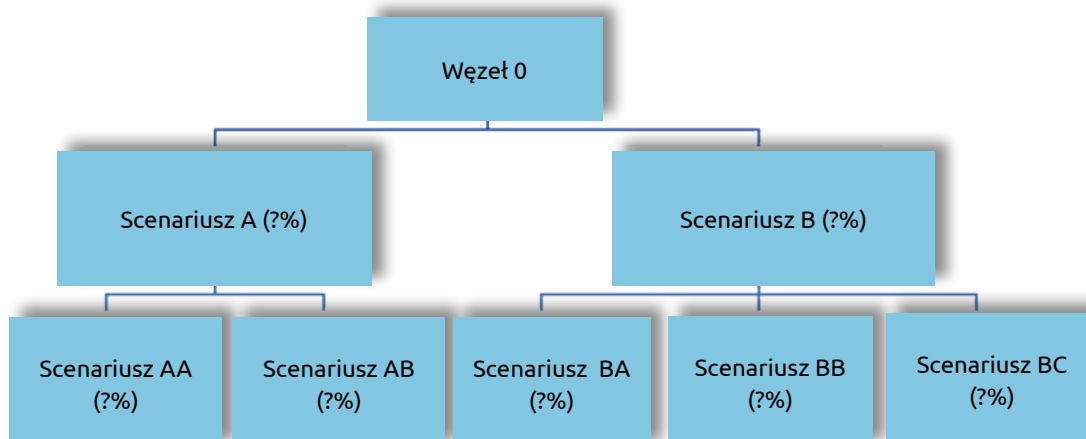 Węzeł 0
Scenariusz A (?%)
Scenariusz B (?%)
Scenariusz AA
(?%)
Scenariusz AB
(?%)
Scenariusz BA
(?%)
Scenariusz BB
(?%)
Scenariusz BC
(?%)